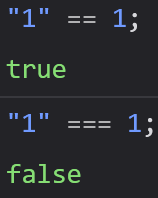 "1" == 1;
true
"1" === 1;
false